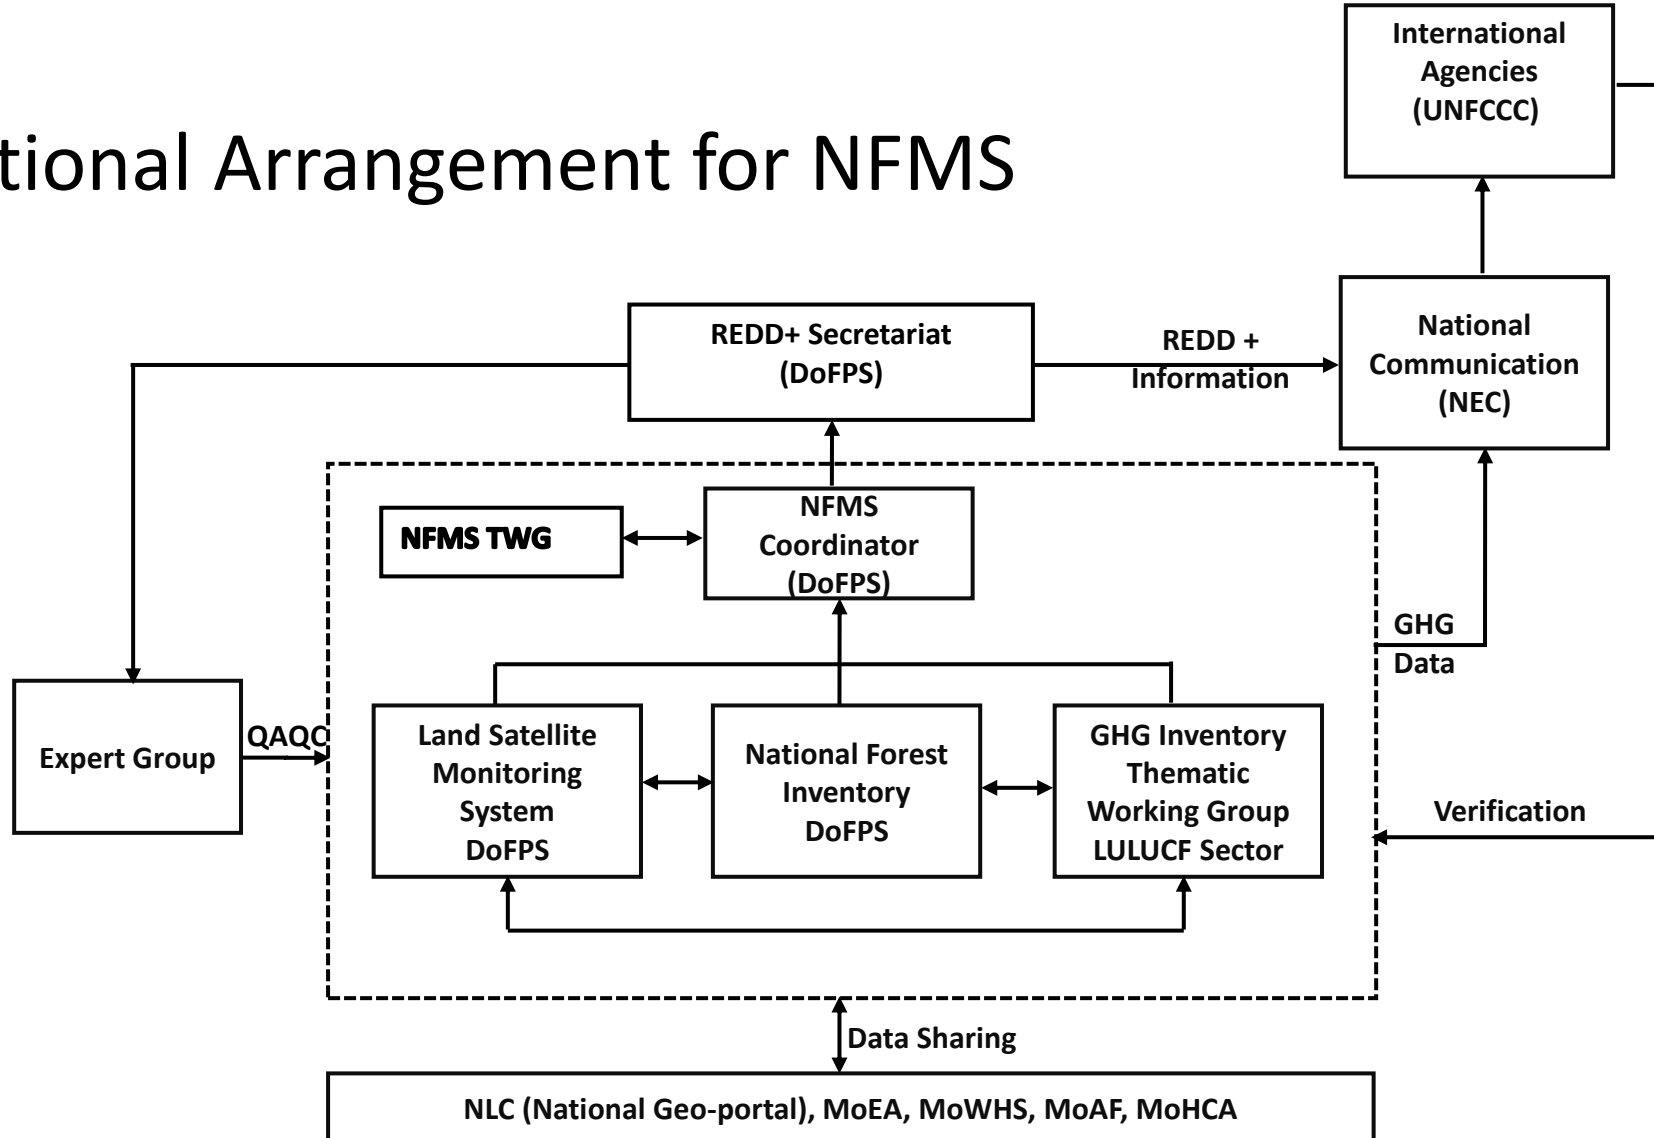 International
Agencies
(UNFCCC)
tional Arrangement for NFMS
REDD+ Secretariat
(DoFPS)
REDD +
Information
National
Communication
(NEC)
NFMS TWG
NFMS
Coordinator
(DoFPS)
GHG
Data
Expert Group
QAQC
Land Satellite
Monitoring
System
DoFPS
National Forest
Inventory
DoFPS
GHG Inventory
Thematic
Working Group
LULUCF Sector
Verification
Data Sharing
NLC (National Geo-portal), MoEA, MoWHS, MoAF, MoHCA